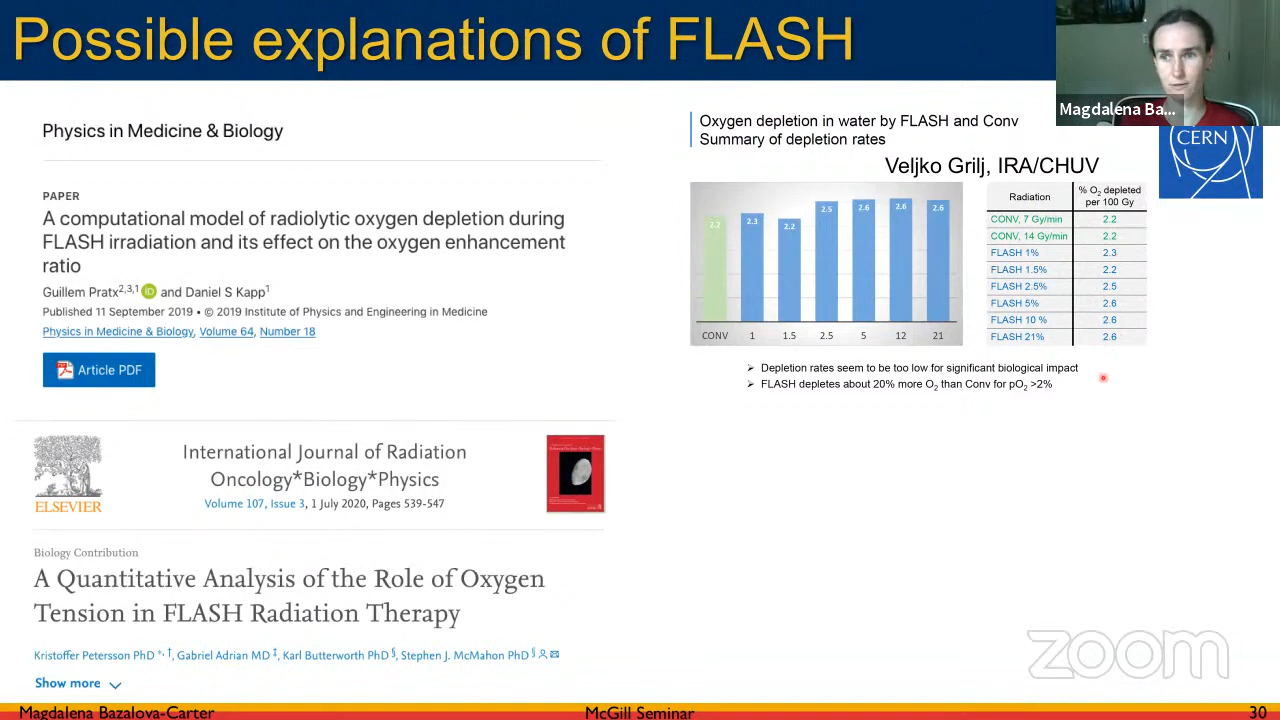 Possible explanations of FLASH
Magdalena Ba...
Physics in Medicine & Biology
PAPER
A computational model of radiolytic oxygen depletion during
FLASH irradiation and its effect on the oxygen enhancement
ratio
Guillem Pratx2,3,1 iD and Daniel S Kapp1
Published 11 September 2019 • © 2019 Institute of Physics and Engineering in Medicine
Physics in Medicine & Biology, Volume 64, Number 18
Article PDF
ELSEVIER
International Journal of Radiation
Oncology*Biology*Physics
Volume 107, Issue 3, 1 July 2020, Pages 539-547
Biology Contribution
A Quantitative Analysis of the Role of Oxygen
Tension in FLASH Radiation Therapy
Kristoffer Petersson PhD *, †, Gabriel Adrian MD ‡, Karl Butterworth PhD §, Stephen J. McMahon PhD §
Show more
Oxygen depletion in water by FLASH and Conv
Summary of depletion rates
CERN
Veljko Grilj, IRA/CHUV
2.2 2.3 2.2 2.5 2.6 2.6 2.6
CONV 1 1.5 2.5 5 12 21
Radiation % O2 depleted per 100 Gy
CONV, 7 Gy/min 2.2
CONV, 14 Gy/min 2.2
FLASH 1% 2.3
FLASH 1.5% 2.2
FLASH 2.5% 2.5
FLASH 5% 2.6
FLASH 10 % 2.6
FLASH 21% 2.6
➢ Depletion rates seem to be too low for significant biological impact
➢ FLASH depletes about 20% more O2 than Conv for pO2 >2%
zoom
Magdalena Bazalova-Carter McGill Seminar 30